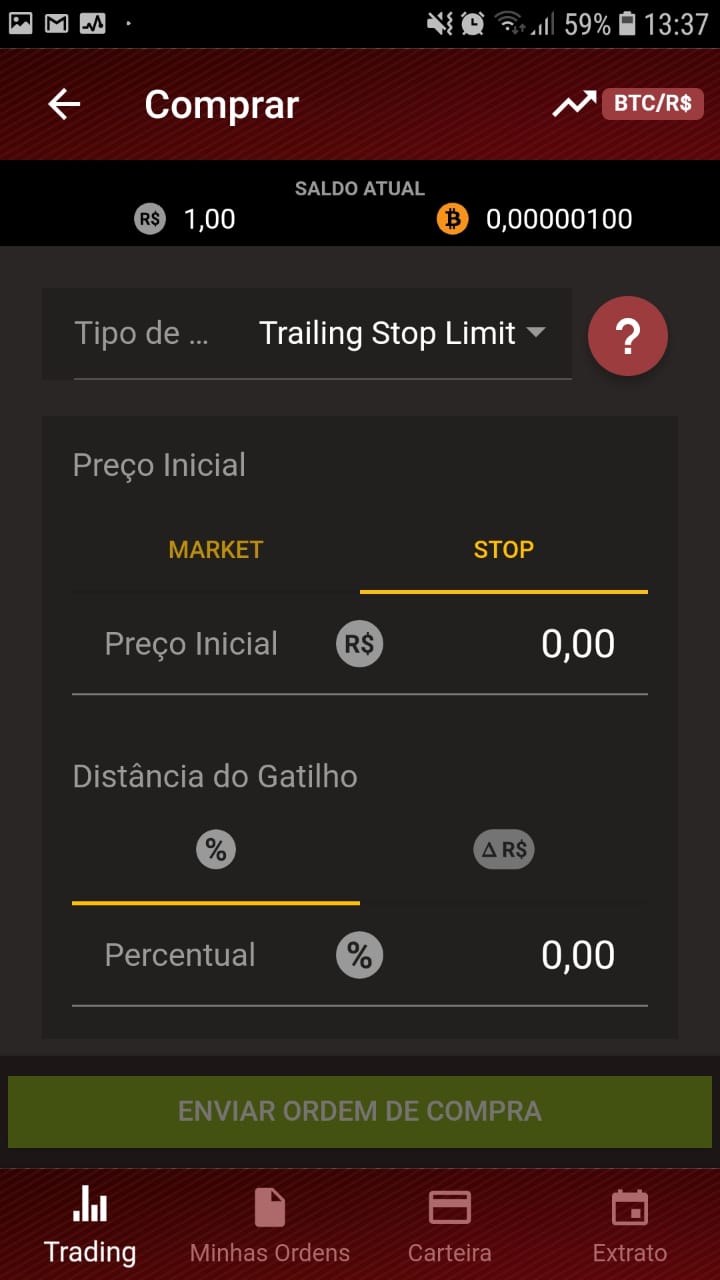 59% 13:37
Comprar BTC/R$
SALDO ATUAL
R$ 1,00 0,00000100
Tipo de ... Trailing Stop Limit ?
Preço Inicial
MARKET STOP
Preço Inicial R$ 0,00
Distância do Gatilho
% Δ R$
Percentual % 0,00
ENVIAR ORDEM DE COMPRA
Trading Minhas Ordens Carteira Extrato